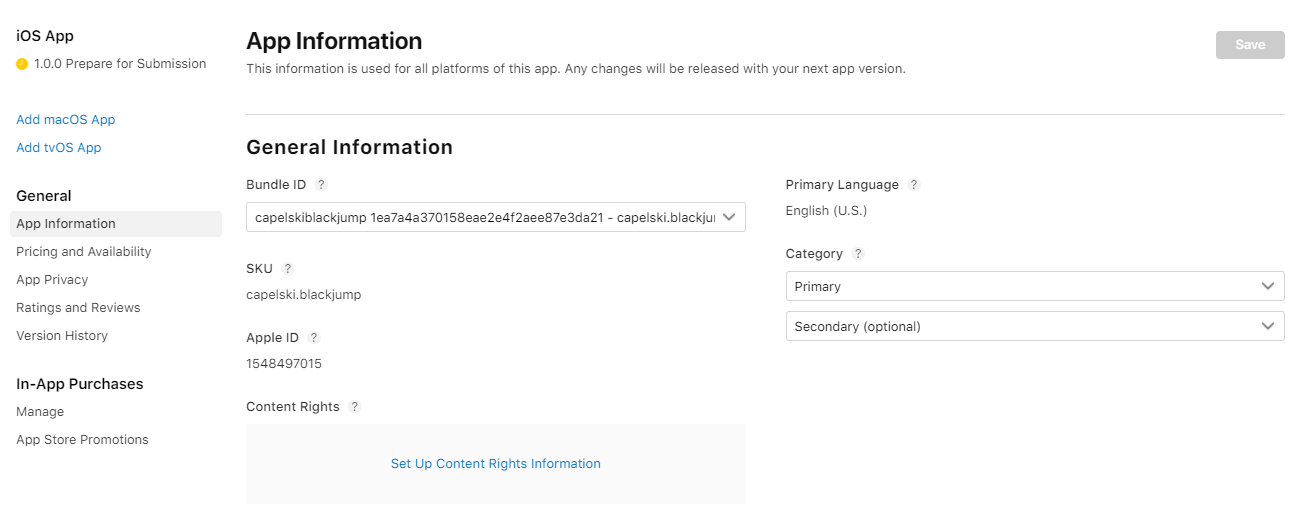 iOS App
1.0.0 Prepare for Submission
Add macOS App
Add tvOS App
General
App Information
Pricing and Availability
App Privacy
Ratings and Reviews
Version History
In-App Purchases
Manage
App Store Promotions
App Information
Save
This information is used for all platforms of this app. Any changes will be released with your next app version.
General Information
Bundle ID ?
capelskiblackjump 1ea7a4a370158eae2e4f2aee87e3da21 - capelski.blackju
SKU ?
capelski.blackjump
Apple ID ?
1548497015
Content Rights ?
Set Up Content Rights Information
Primary Language ?
English (U.S.)
Category ?
Primary
Secondary (optional)